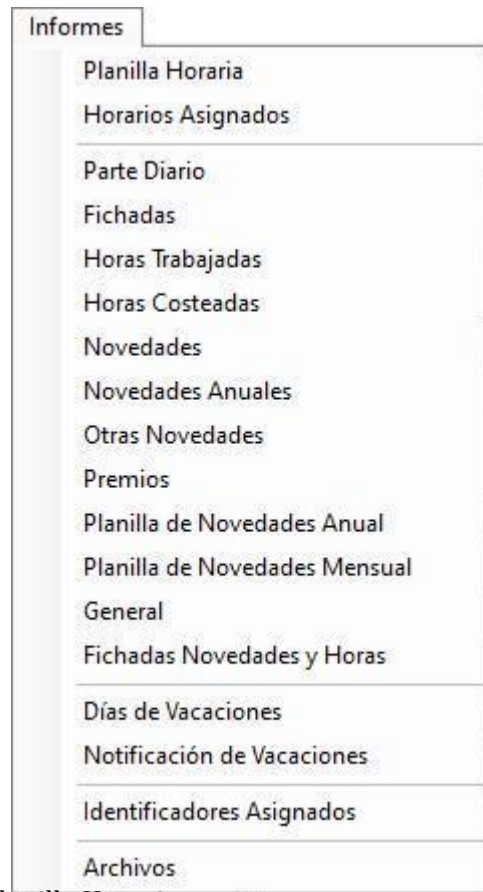 Informes
Planilla Horaria
Horarios Asignados
Parte Diario
Fichadas
Horas Trabajadas
Horas Costeadas
Novedades
Novedades Anuales
Otras Novedades
Premios
Planilla de Novedades Anual
Planilla de Novedades Mensual
General
Fichadas Novedades y Horas
Días de Vacaciones
Notificación de Vacaciones
Identificadores Asignados
Archivos